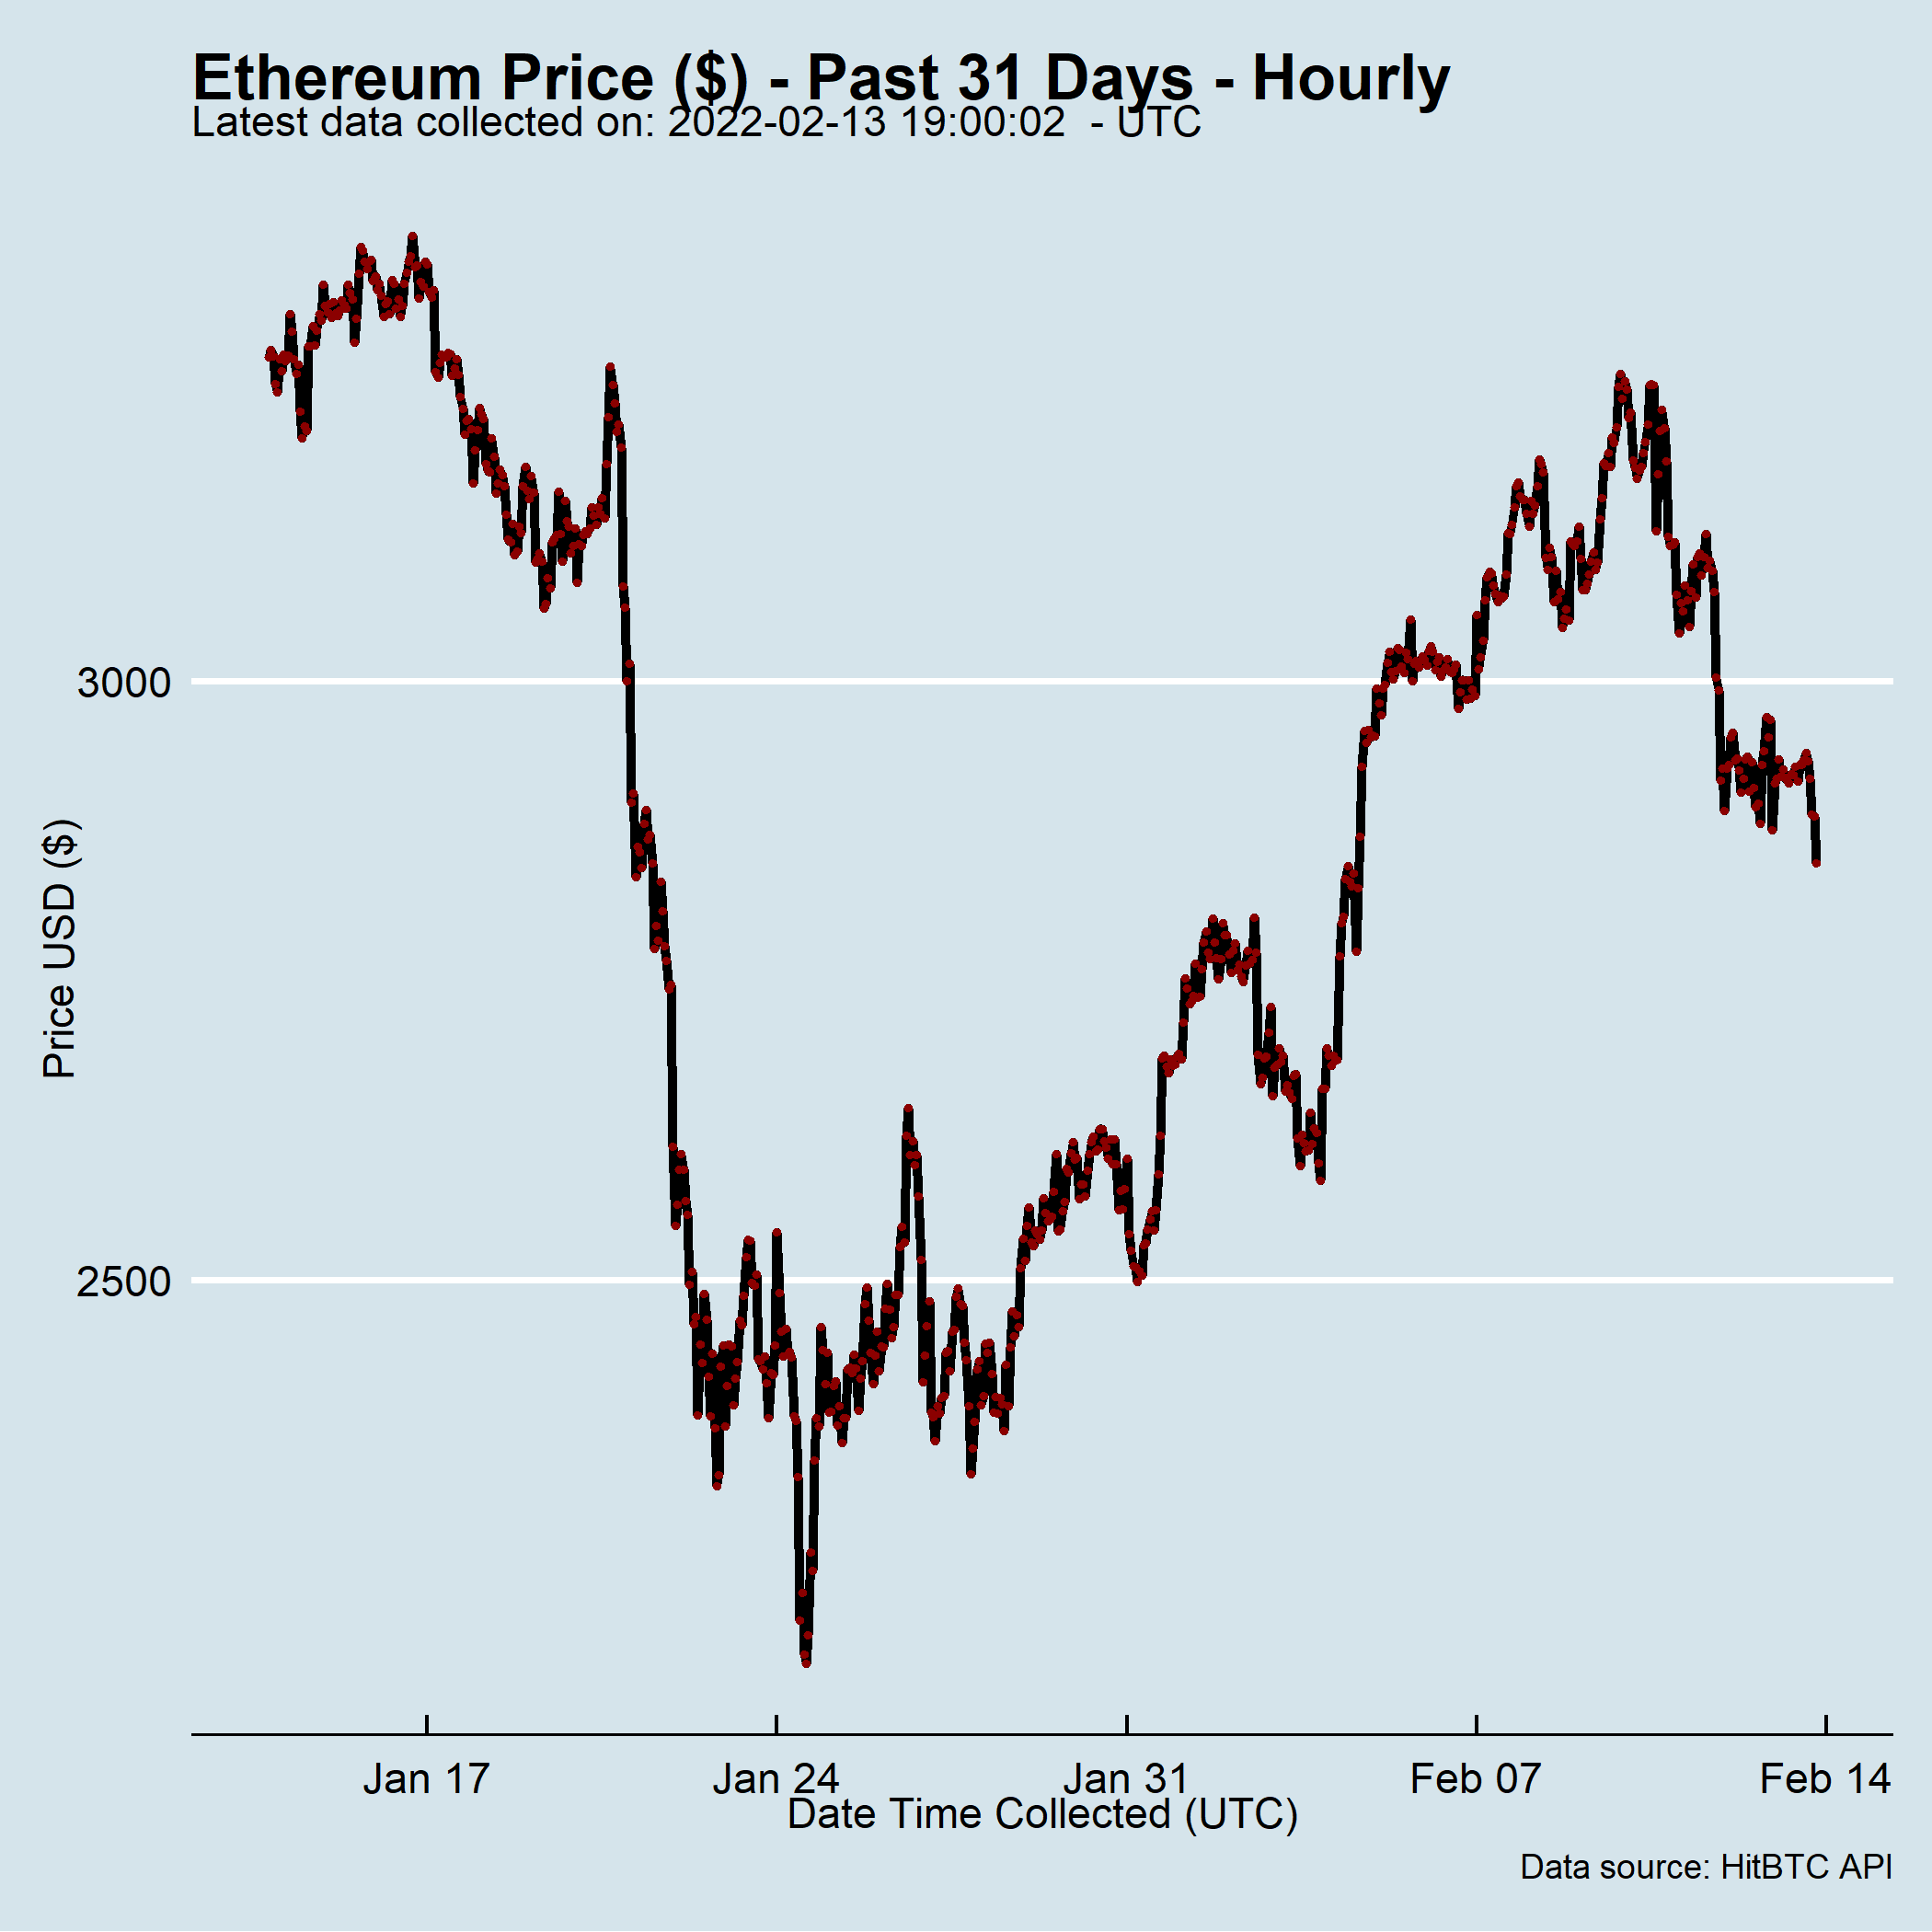 Ethereum Price ($) - Past 31 Days - Hourly
Latest data collected on: 2022-02-13 19:00:02  - UTC
3000
Price USD ($)
2500
Jan 17
Jan 24
Jan 31
Feb 07
Feb 14
Date Time Collected (UTC)
Data source: HitBTC API